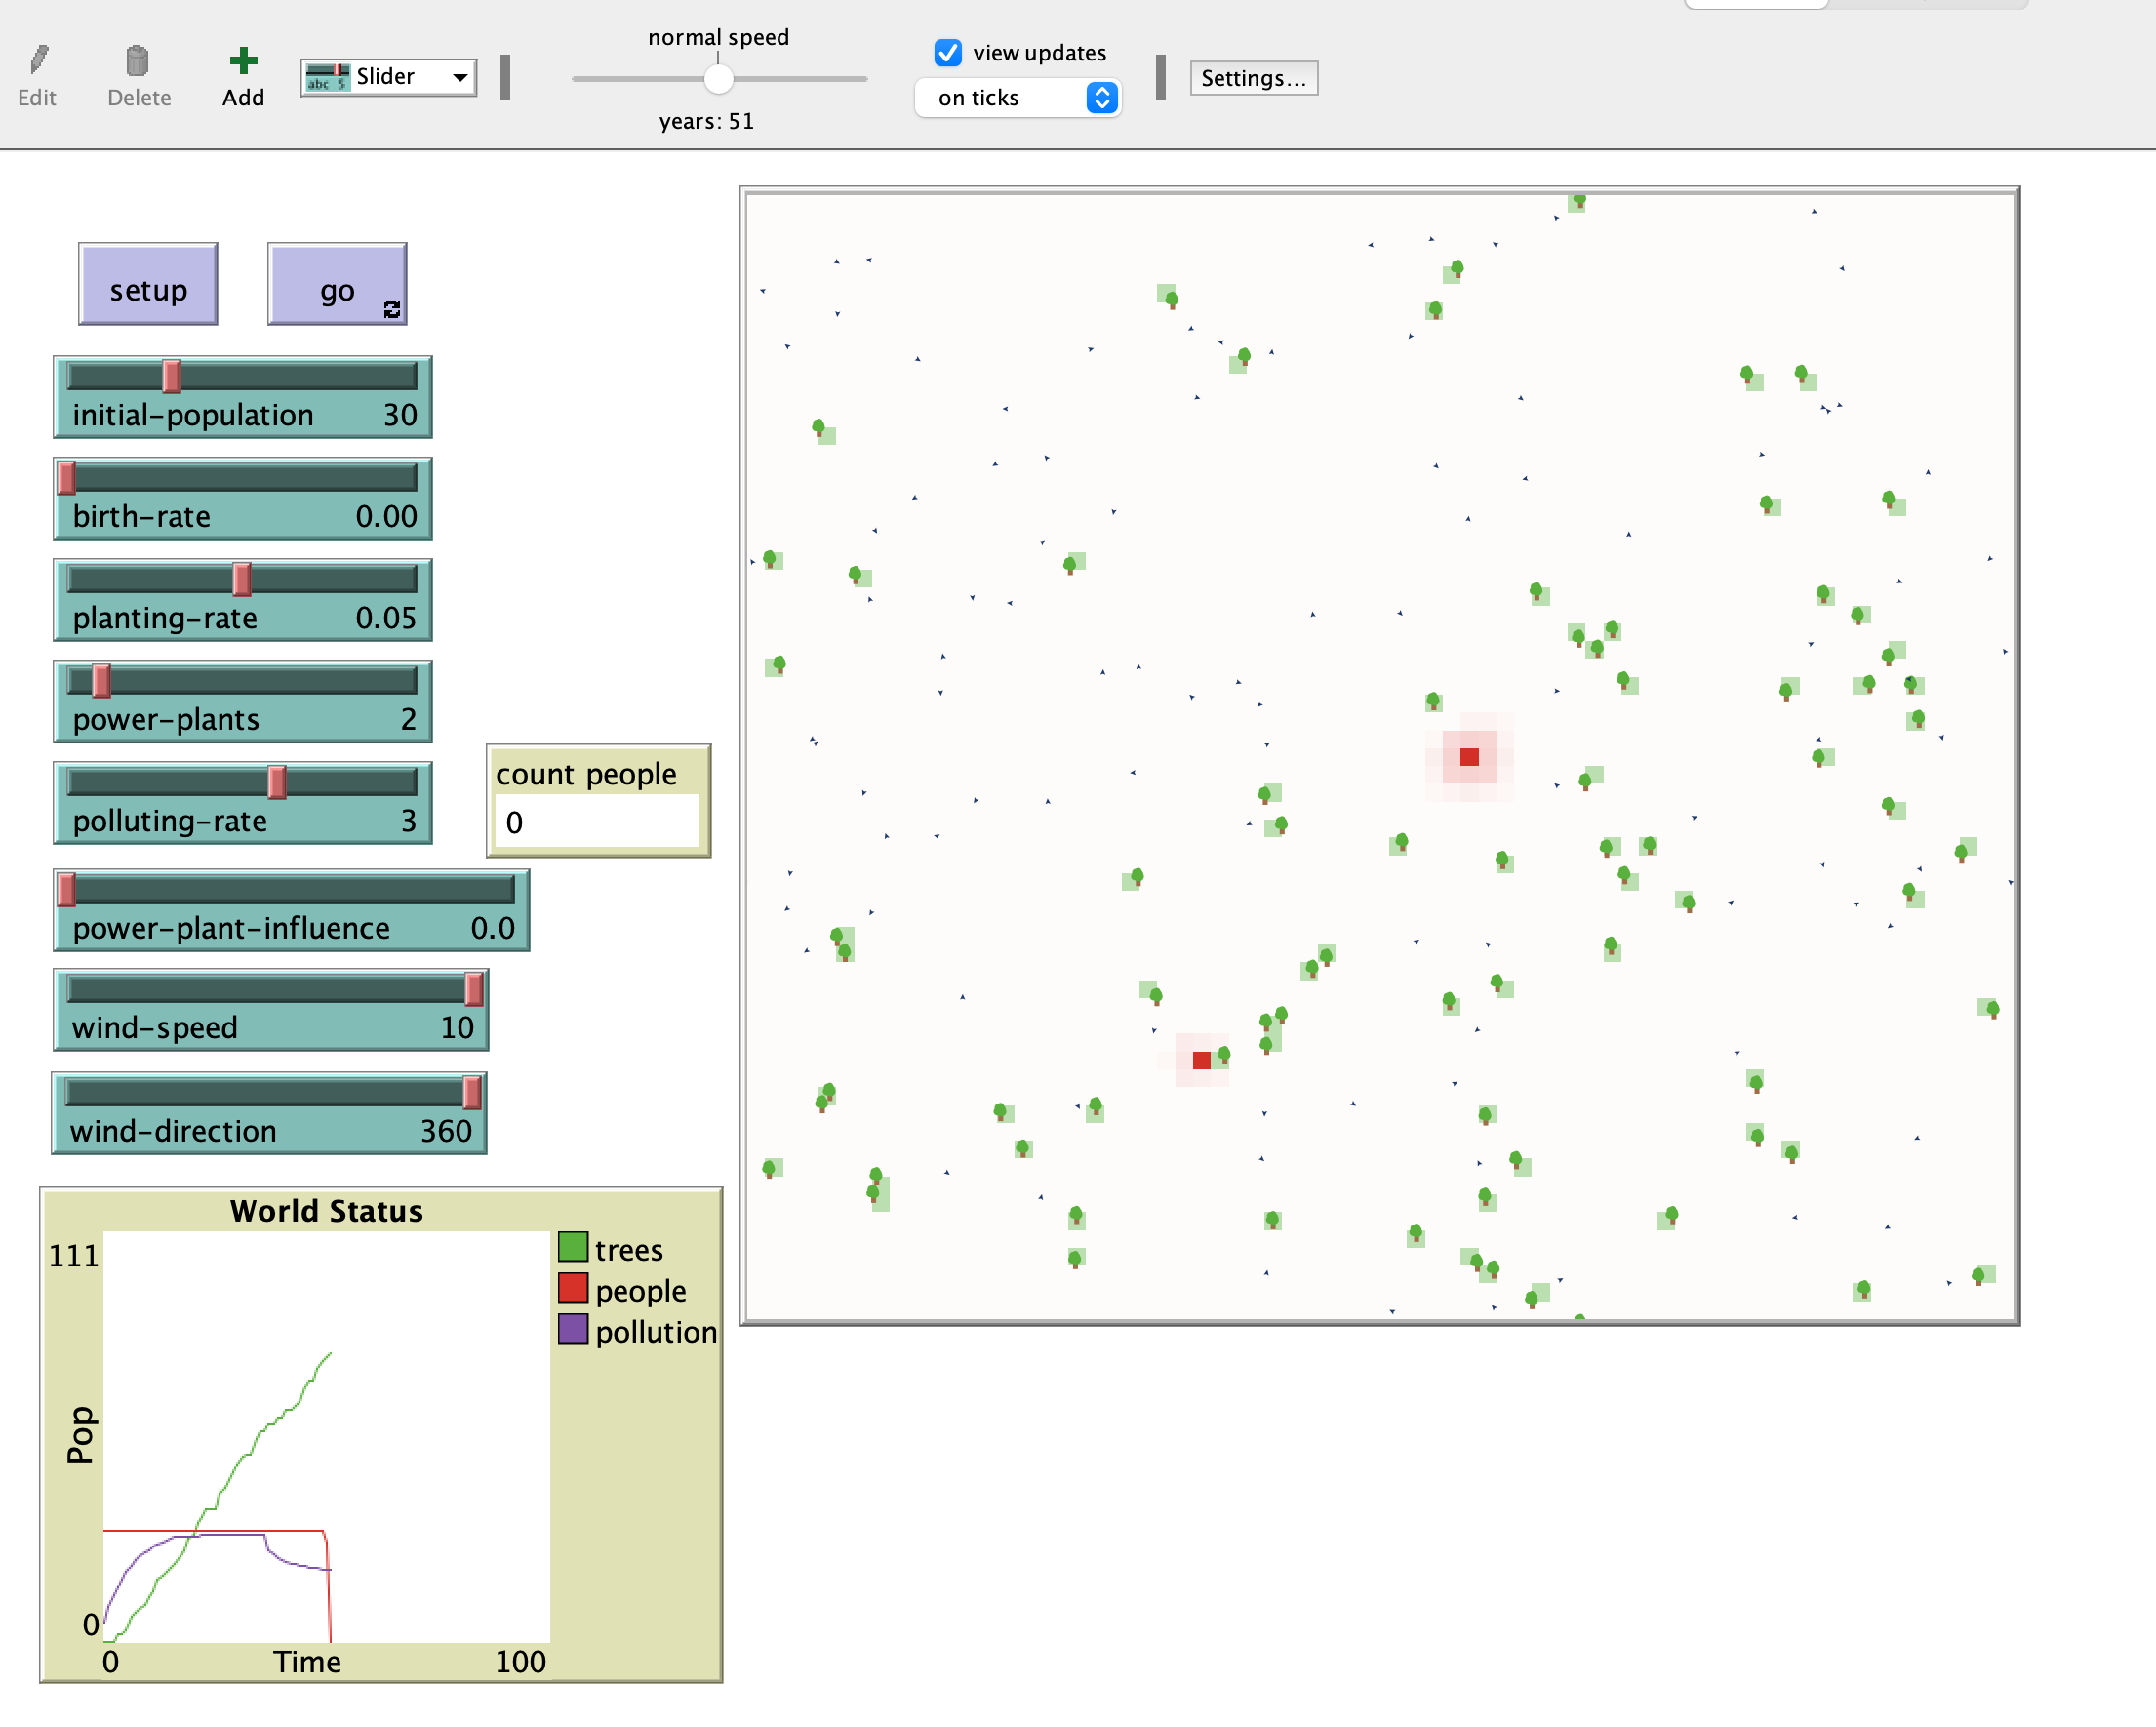 normal speed
view updates
Edit
Delete
Add
abc 5
Slider
on ticks
Settings...
years: 51
setup
go
initial-population 30
birth-rate 0.00
planting-rate 0.05
power-plants 2
polluting-rate 3
count people
0
power-plant-influence 0.0
wind-speed 10
wind-direction 360
World Status
111
Pop
0
0
Time
100
trees
people
pollution